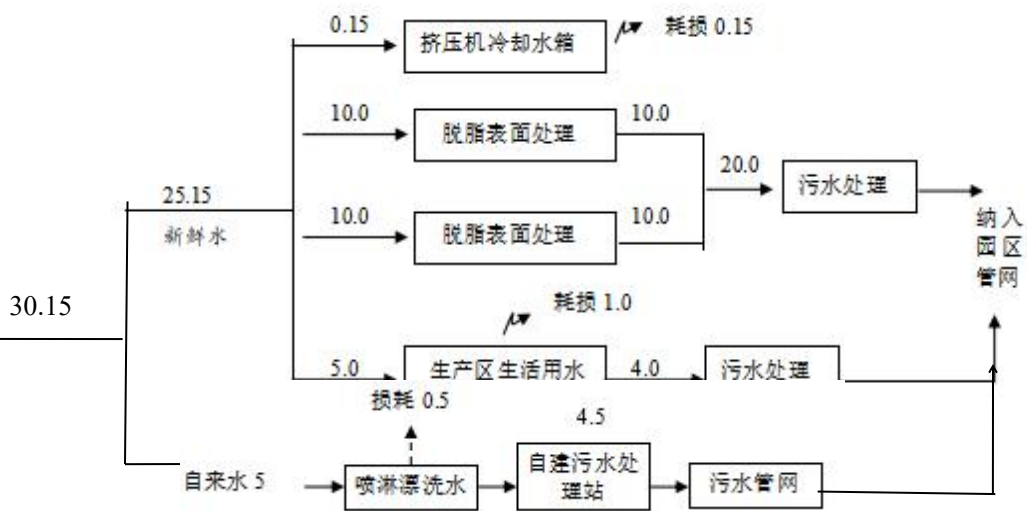 0.15
挤压机冷却水箱
耗损 0.15
10.0
脱脂表面处理
10.0
20.0
污水处理
25.15
新鲜水
10.0
脱脂表面处理
10.0
纳入
园区
管网
30.15
耗损 1.0
5.0
生产区生活用水
4.0
污水处理
损耗 0.5
4.5
自来水 5
喷淋漂洗水
自建污水处
理站
污水管网